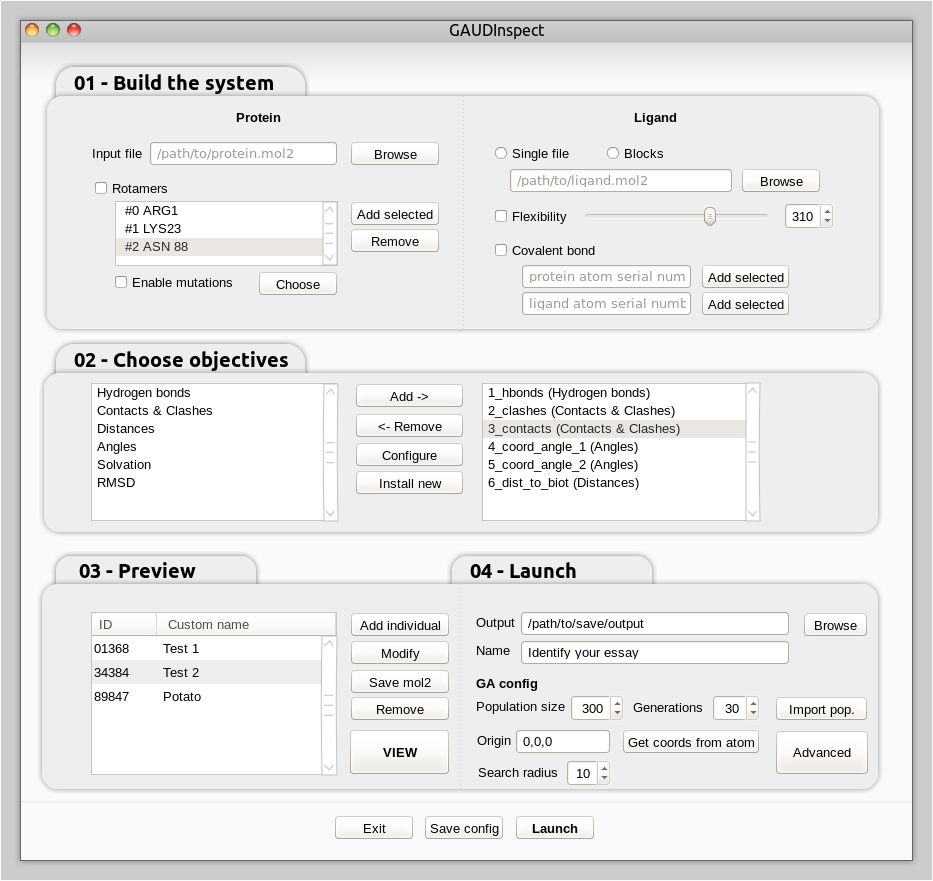 GAUDInspect
01 - Build the system
Protein
Input file /path/to/protein.mol2 Browse
Rotamers
#0 ARG1
#1 LYS23
#2 ASN 88
Add selected
Remove
Enable mutations Choose
Ligand
Single file Blocks
/path/to/ligand.mol2 Browse
Flexibility 310
Covalent bond
protein atom serial num Add selected
ligand atom serial numb Add selected
02 - Choose objectives
Hydrogen bonds
Contacts & Clashes
Distances
Angles
Solvation
RMSD
Add ->
<- Remove
Configure
Install new
1_hbonds (Hydrogen bonds)
2_clashes (Contacts & Clashes)
3_contacts (Contacts & Clashes)
4_coord_angle_1 (Angles)
5_coord_angle_2 (Angles)
6_dist_to_biot (Distances)
03 - Preview
ID Custom name
01368 Test 1
34384 Test 2
89847 Potato
Add individual
Modify
Save mol2
Remove
VIEW
04 - Launch
Output /path/to/save/output Browse
Name Identify your essay
GA config
Population size 300 Generations 30 Import pop.
Origin 0,0,0 Get coords from atom Advanced
Search radius 10
Exit Save config Launch